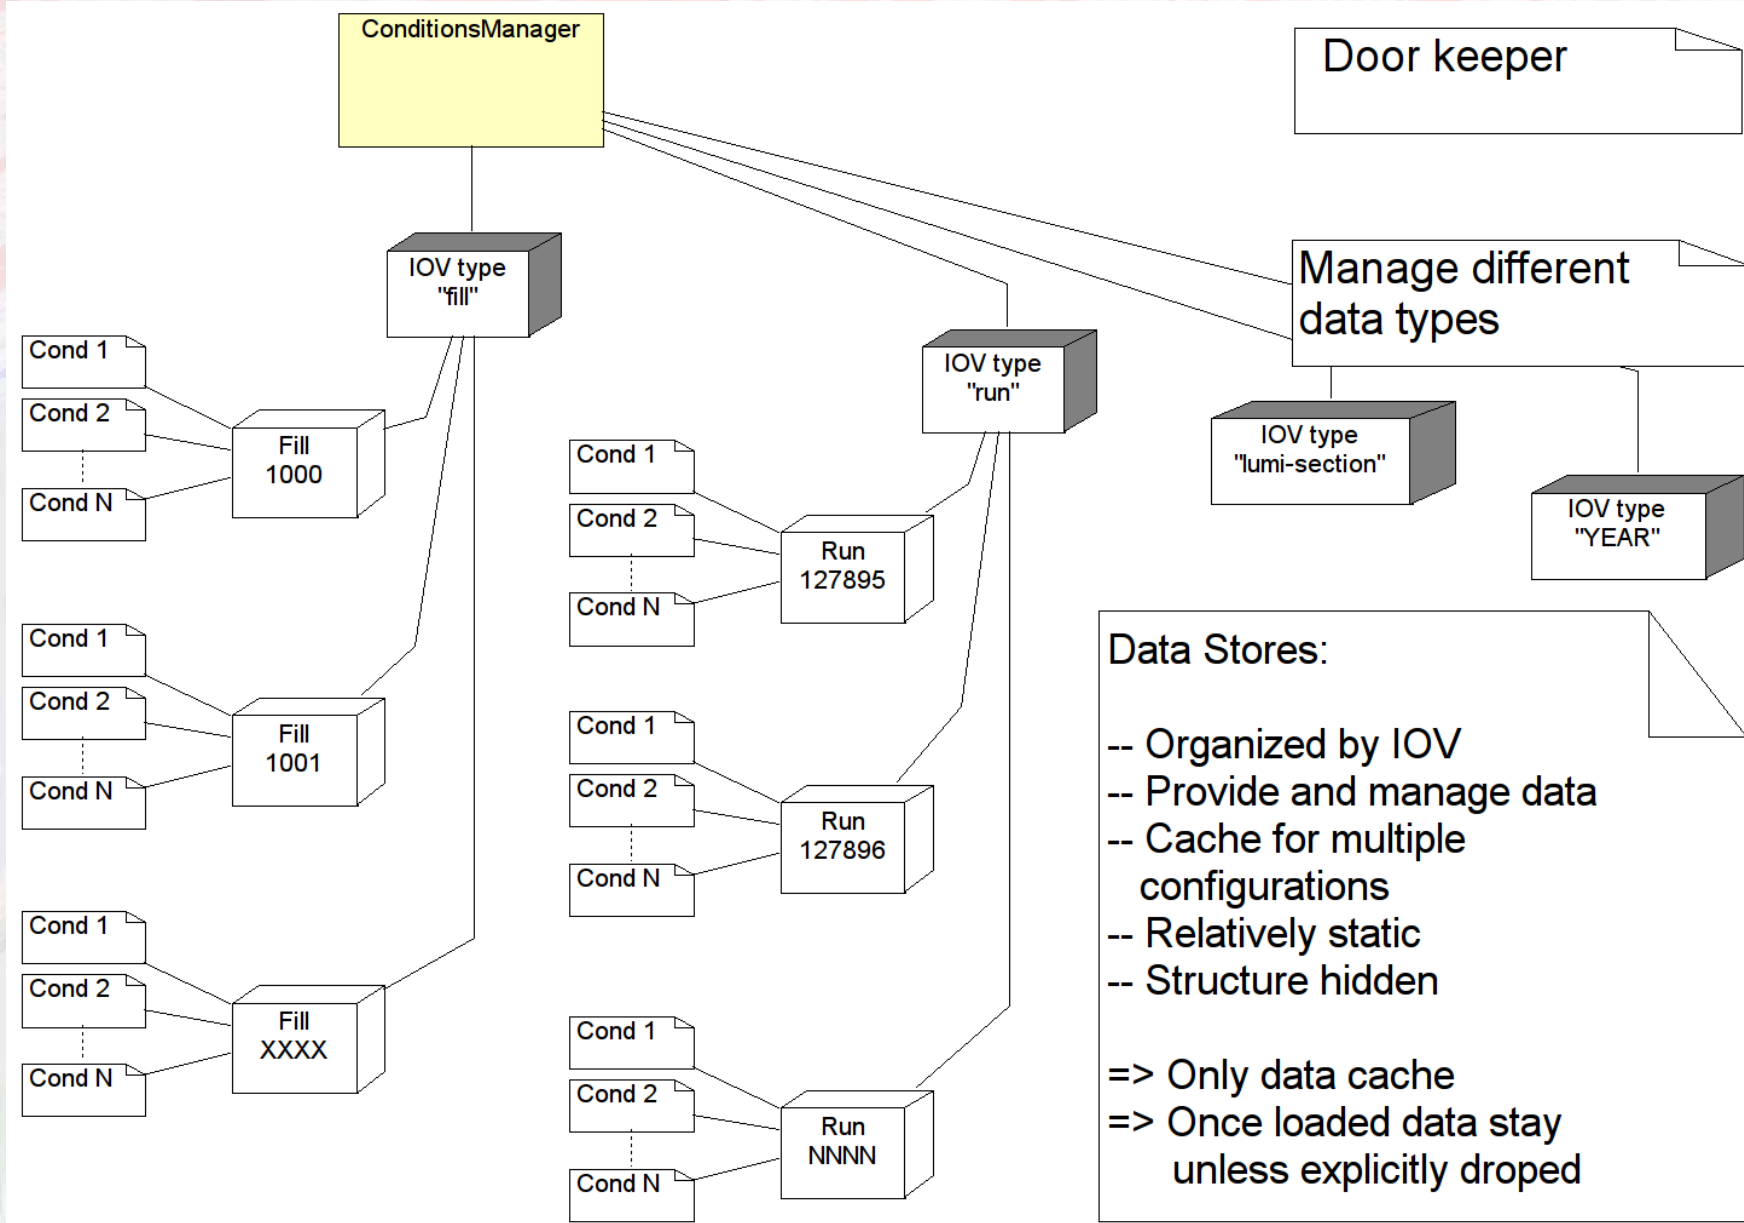 ConditionsManager
Door keeper
IOV type
"fill"
Manage different
data types
IOV type
"run"
IOV type
"lumi-section"
IOV type
"YEAR"
Cond 1
Cond 2
Cond N
Fill
1000
Cond 1
Cond 2
Cond N
Fill
1001
Cond 1
Cond 2
Cond N
Fill
XXXX
Cond 1
Cond 2
Cond N
Run
127895
Cond 1
Cond 2
Cond N
Run
127896
Cond 1
Cond 2
Cond N
Run
NNNN
Data Stores:
-- Organized by IOV
-- Provide and manage data
-- Cache for multiple
configurations
-- Relatively static
-- Structure hidden
=> Only data cache
=> Once loaded data stay
unless explicitly droped